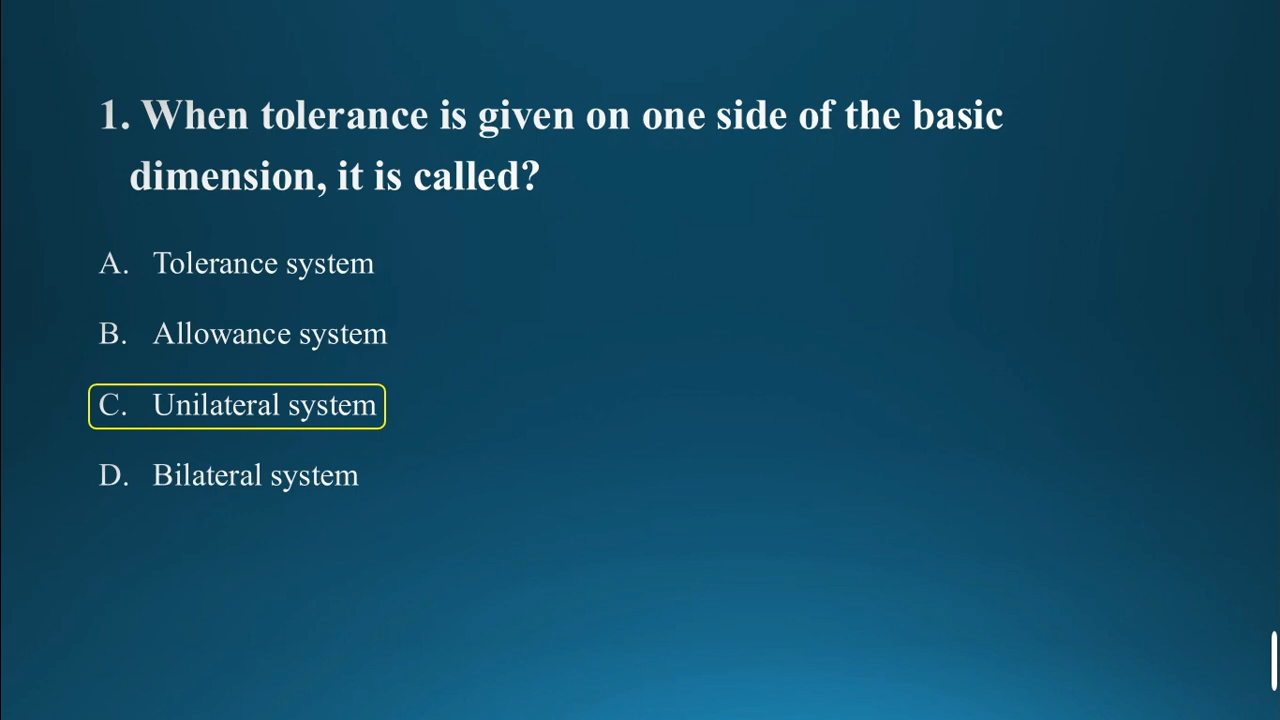 1. When tolerance is given on one side of the basic
dimension, it is called?
A. Tolerance system
B. Allowance system
C. Unilateral system
D. Bilateral system